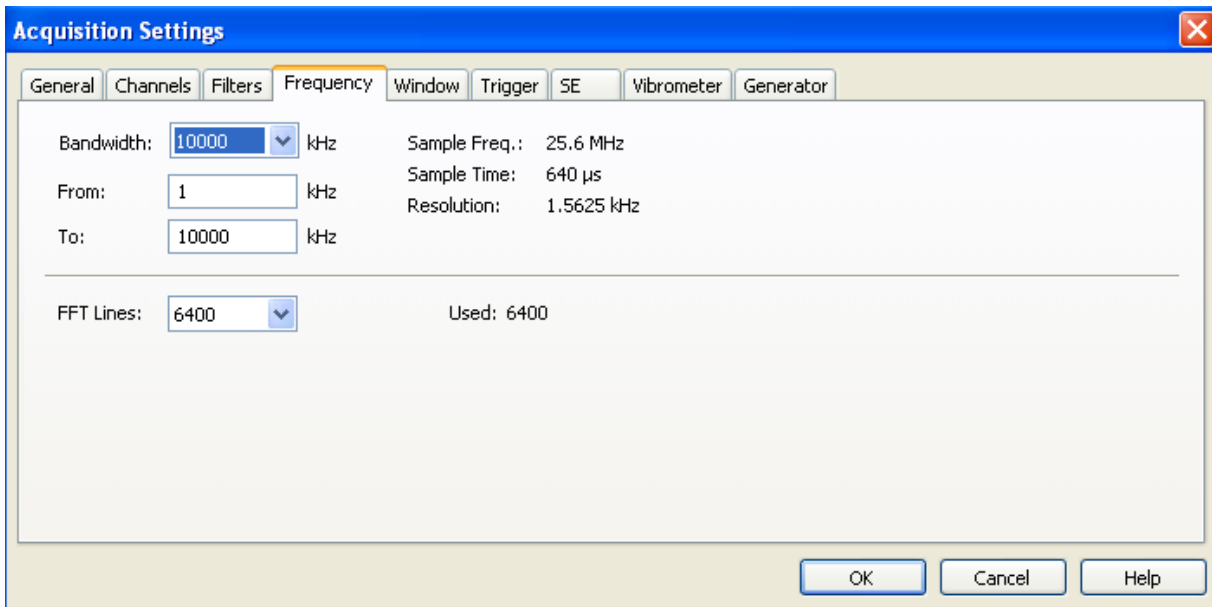 Acquisition Settings
General Channels Filters Frequency Window Trigger SE Vibrometer Generator
Bandwidth: 10000 kHz Sample Freq.: 25.6 MHz
Sample Time: 640 µs
From: 1 kHz
Resolution: 1.5625 kHz
To: 10000 kHz
FFT Lines: 6400 Used: 6400
OK Cancel Help